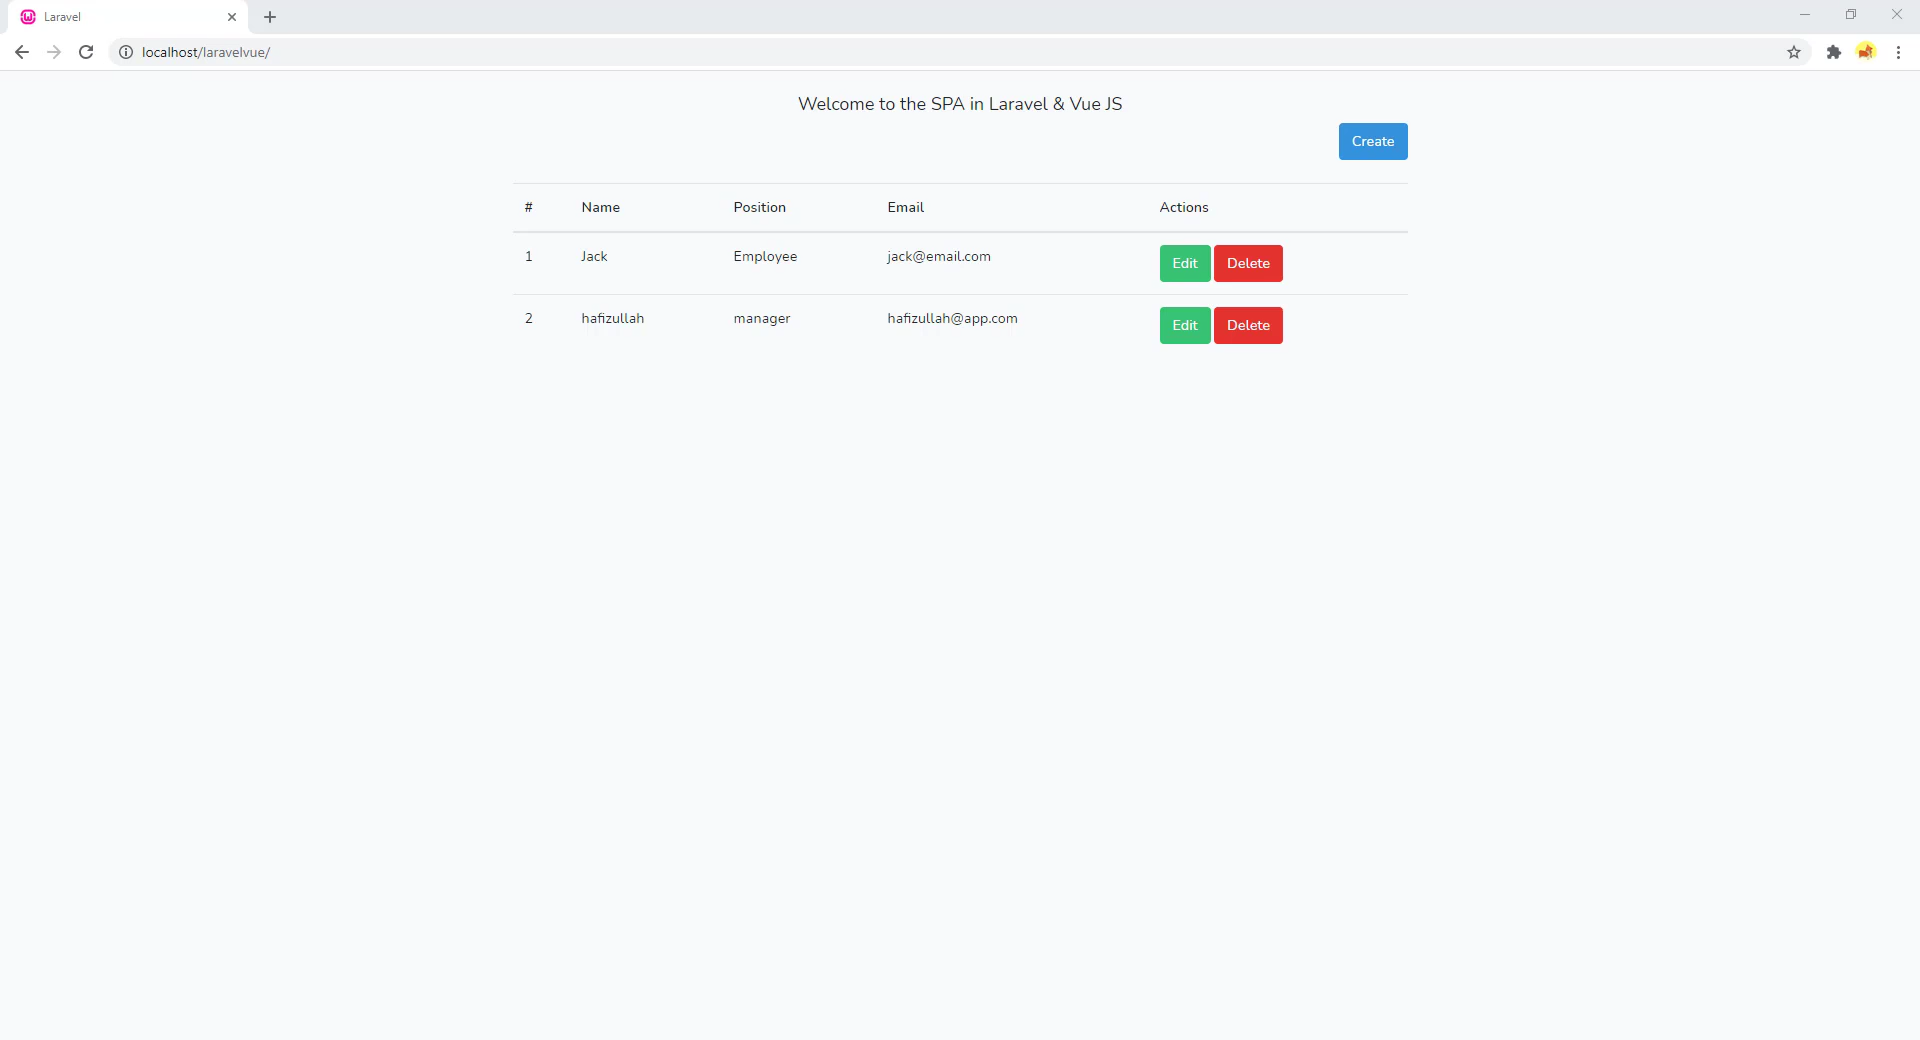 Laravel
localhost/laravelvue/
Welcome to the SPA in Laravel & Vue JS
Create
# Name Position Email Actions
1 Jack Employee jack@email.com Edit Delete
2 hafizullah manager hafizullah@app.com Edit Delete